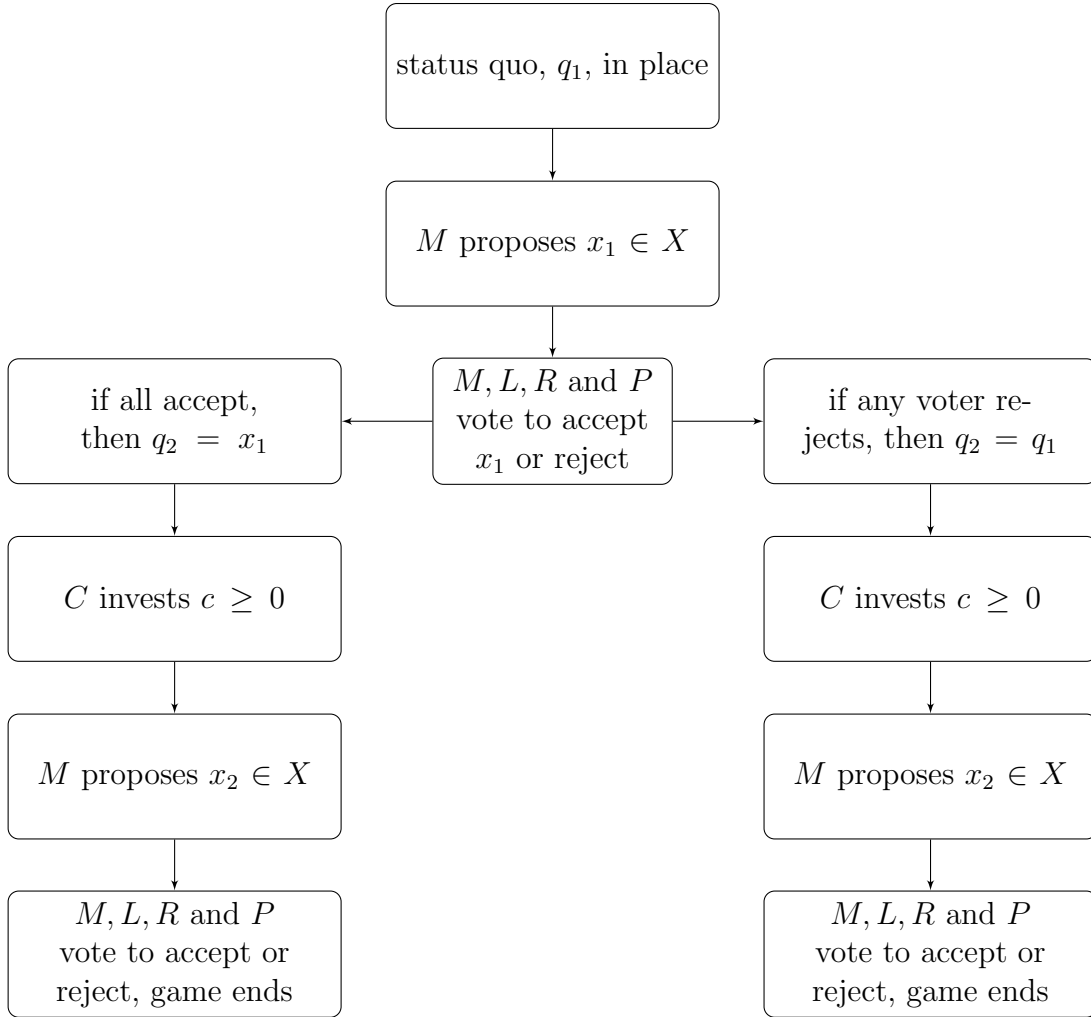 status quo, q₁, in place
M proposes x₁ ∈ X
if all accept,
then q₂ = x₁
M, L, R and P
vote to accept
x₁ or reject
if any voter re-
jects, then q₂ = q₁
C invests c ≥ 0
C invests c ≥ 0
M proposes x₂ ∈ X
M proposes x₂ ∈ X
M, L, R and P
vote to accept or
reject, game ends
M, L, R and P
vote to accept or
reject, game ends